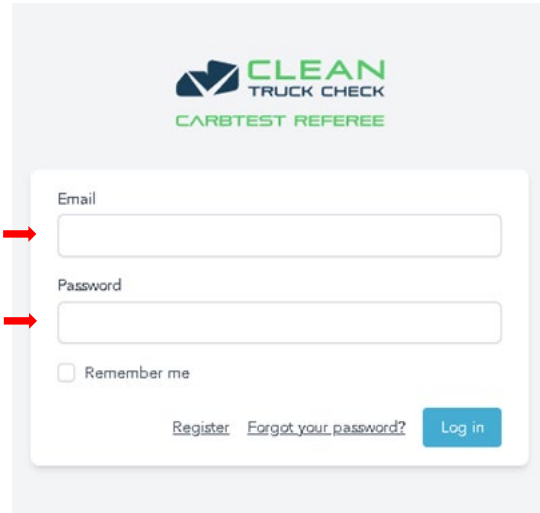 CLEAN
TRUCK CHECK
CARBTEST REFEREE
Email
Password
Remember me
Register Forgot your password? Log in